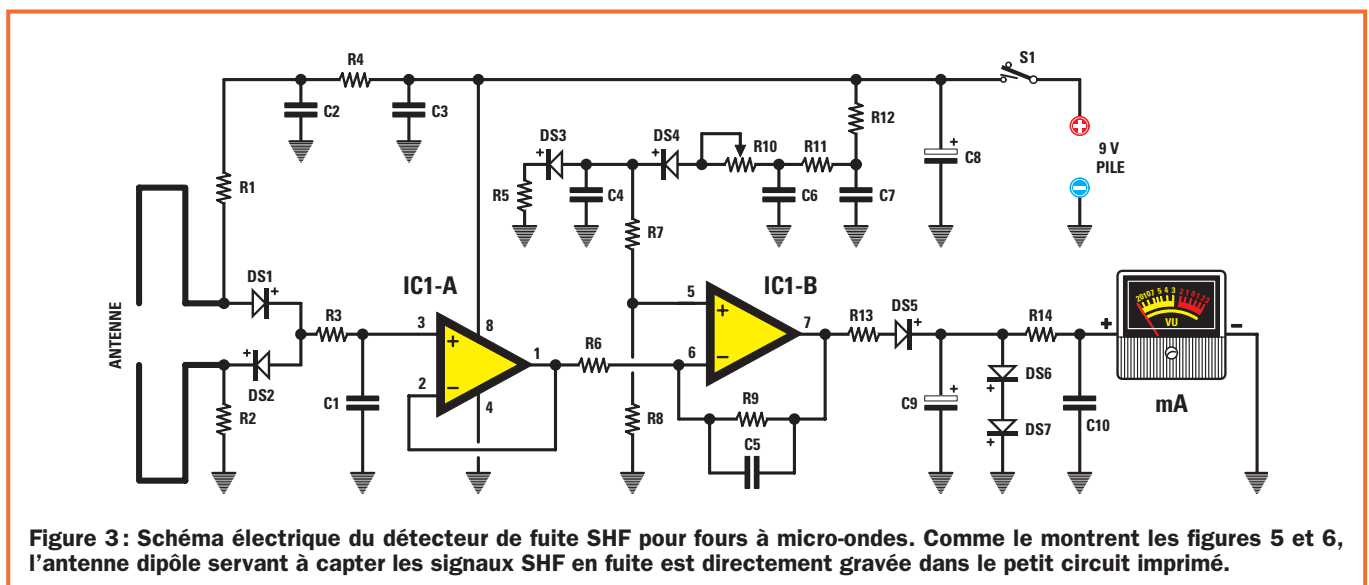 R4
S1
C2
C3
R12
DS3
DS4
R10
R11
C8
9 V
PILE
R1
R5
C4
C6
C7
R7
ANTENNE
DS1
IC1-A
IC1-B
R3
3
8
5
7
DS5
R14
+
-
VU
R13
DS2
2
1
4
R6
6
DS6
mA
R2
C1
R8
R9
C9
DS7
C10
C5
Figure 3: Schéma électrique du détecteur de fuite SHF pour fours à micro-ondes. Comme le montrent les figures 5 et 6,
l'antenne dipôle servant à capter les signaux SHF en fuite est directement gravée dans le petit circuit imprimé.